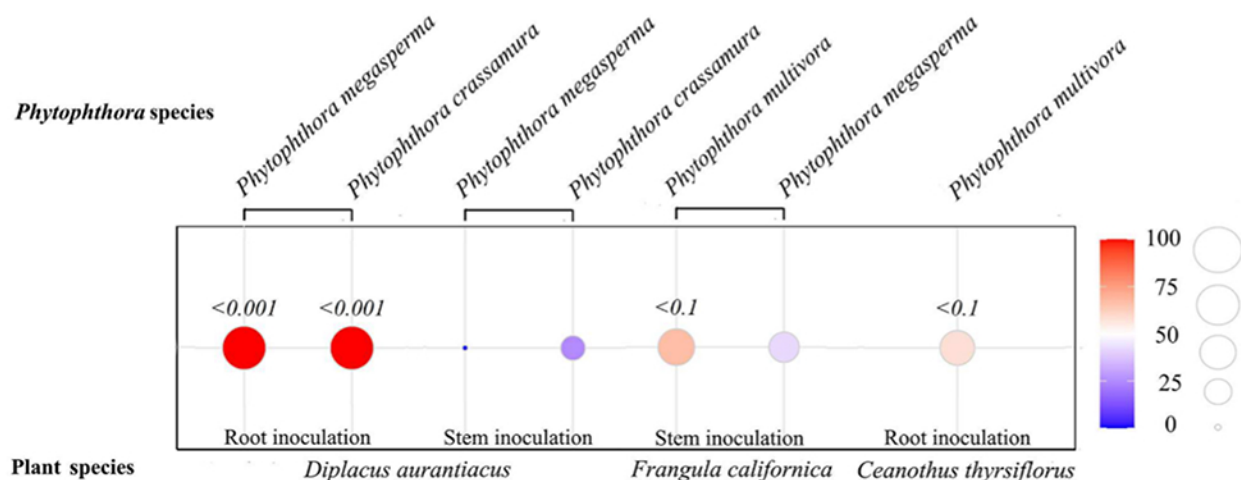 Phytophthora species
Phytophthora megasperma
Phytophthora crassamura
Phytophthora megasperma
Phytophthora crassamura
Phytophthora multivora
Phytophthora megasperma
Phytophthora multivora
<0.001 <0.001 <0.1 <0.1
100
75
50
25
0
Root inoculation Stem inoculation Stem inoculation Root inoculation
Plant species Diplacus aurantiacus Frangula californica Ceanothus thyrsiflorus